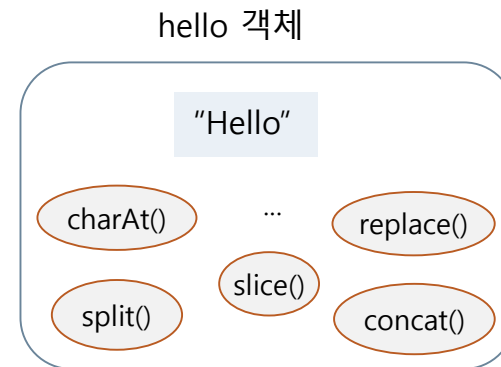 hello 객체
“Hello”
charAt()
...
replace()
slice()
split()
concat()